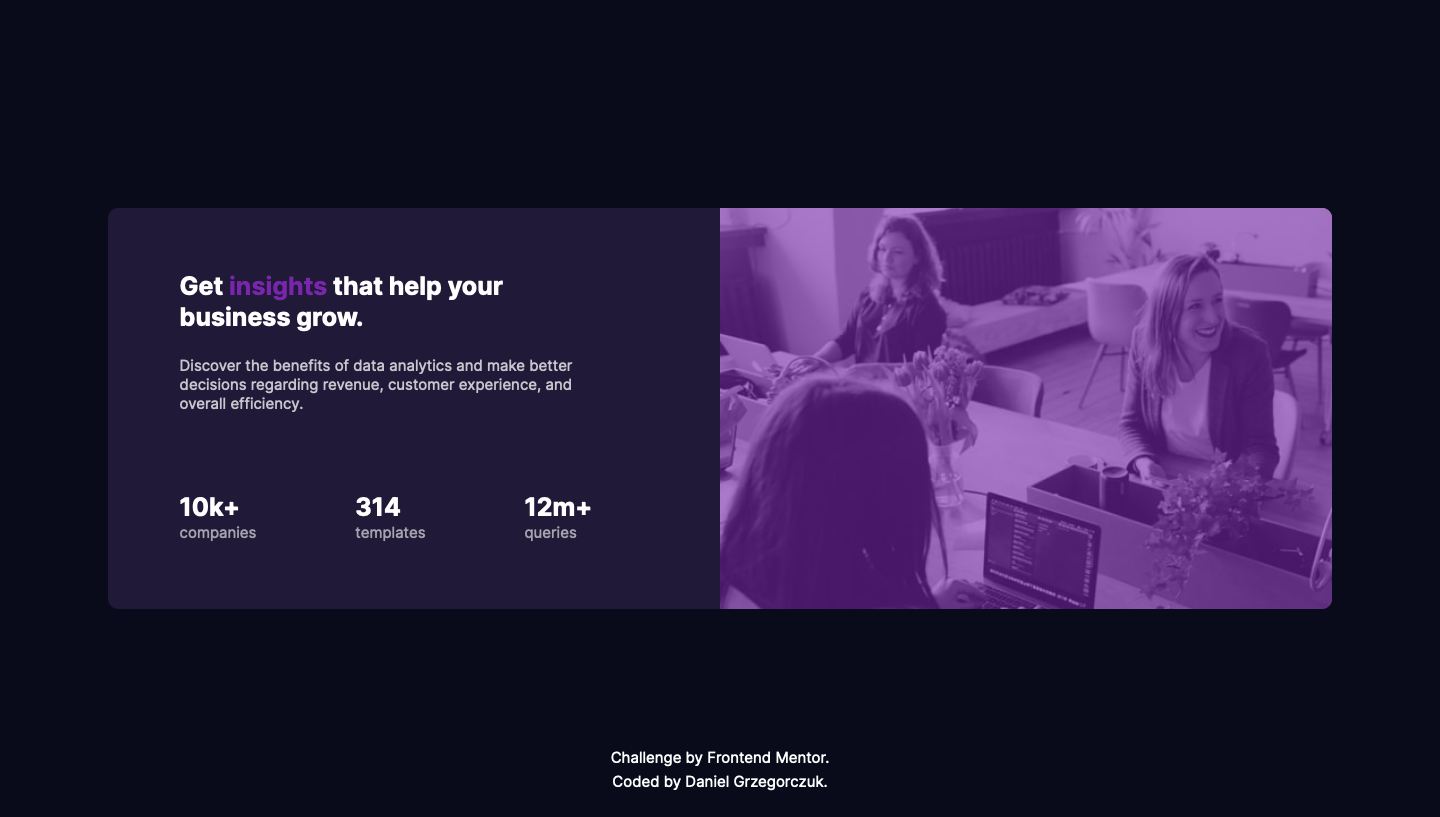 Get insights that help your
business grow.
Discover the benefits of data analytics and make better
decisions regarding revenue, customer experience, and
overall efficiency.
10k+
companies
314
templates
12m+
queries
Challenge by Frontend Mentor.
Coded by Daniel Grzegorczuk.